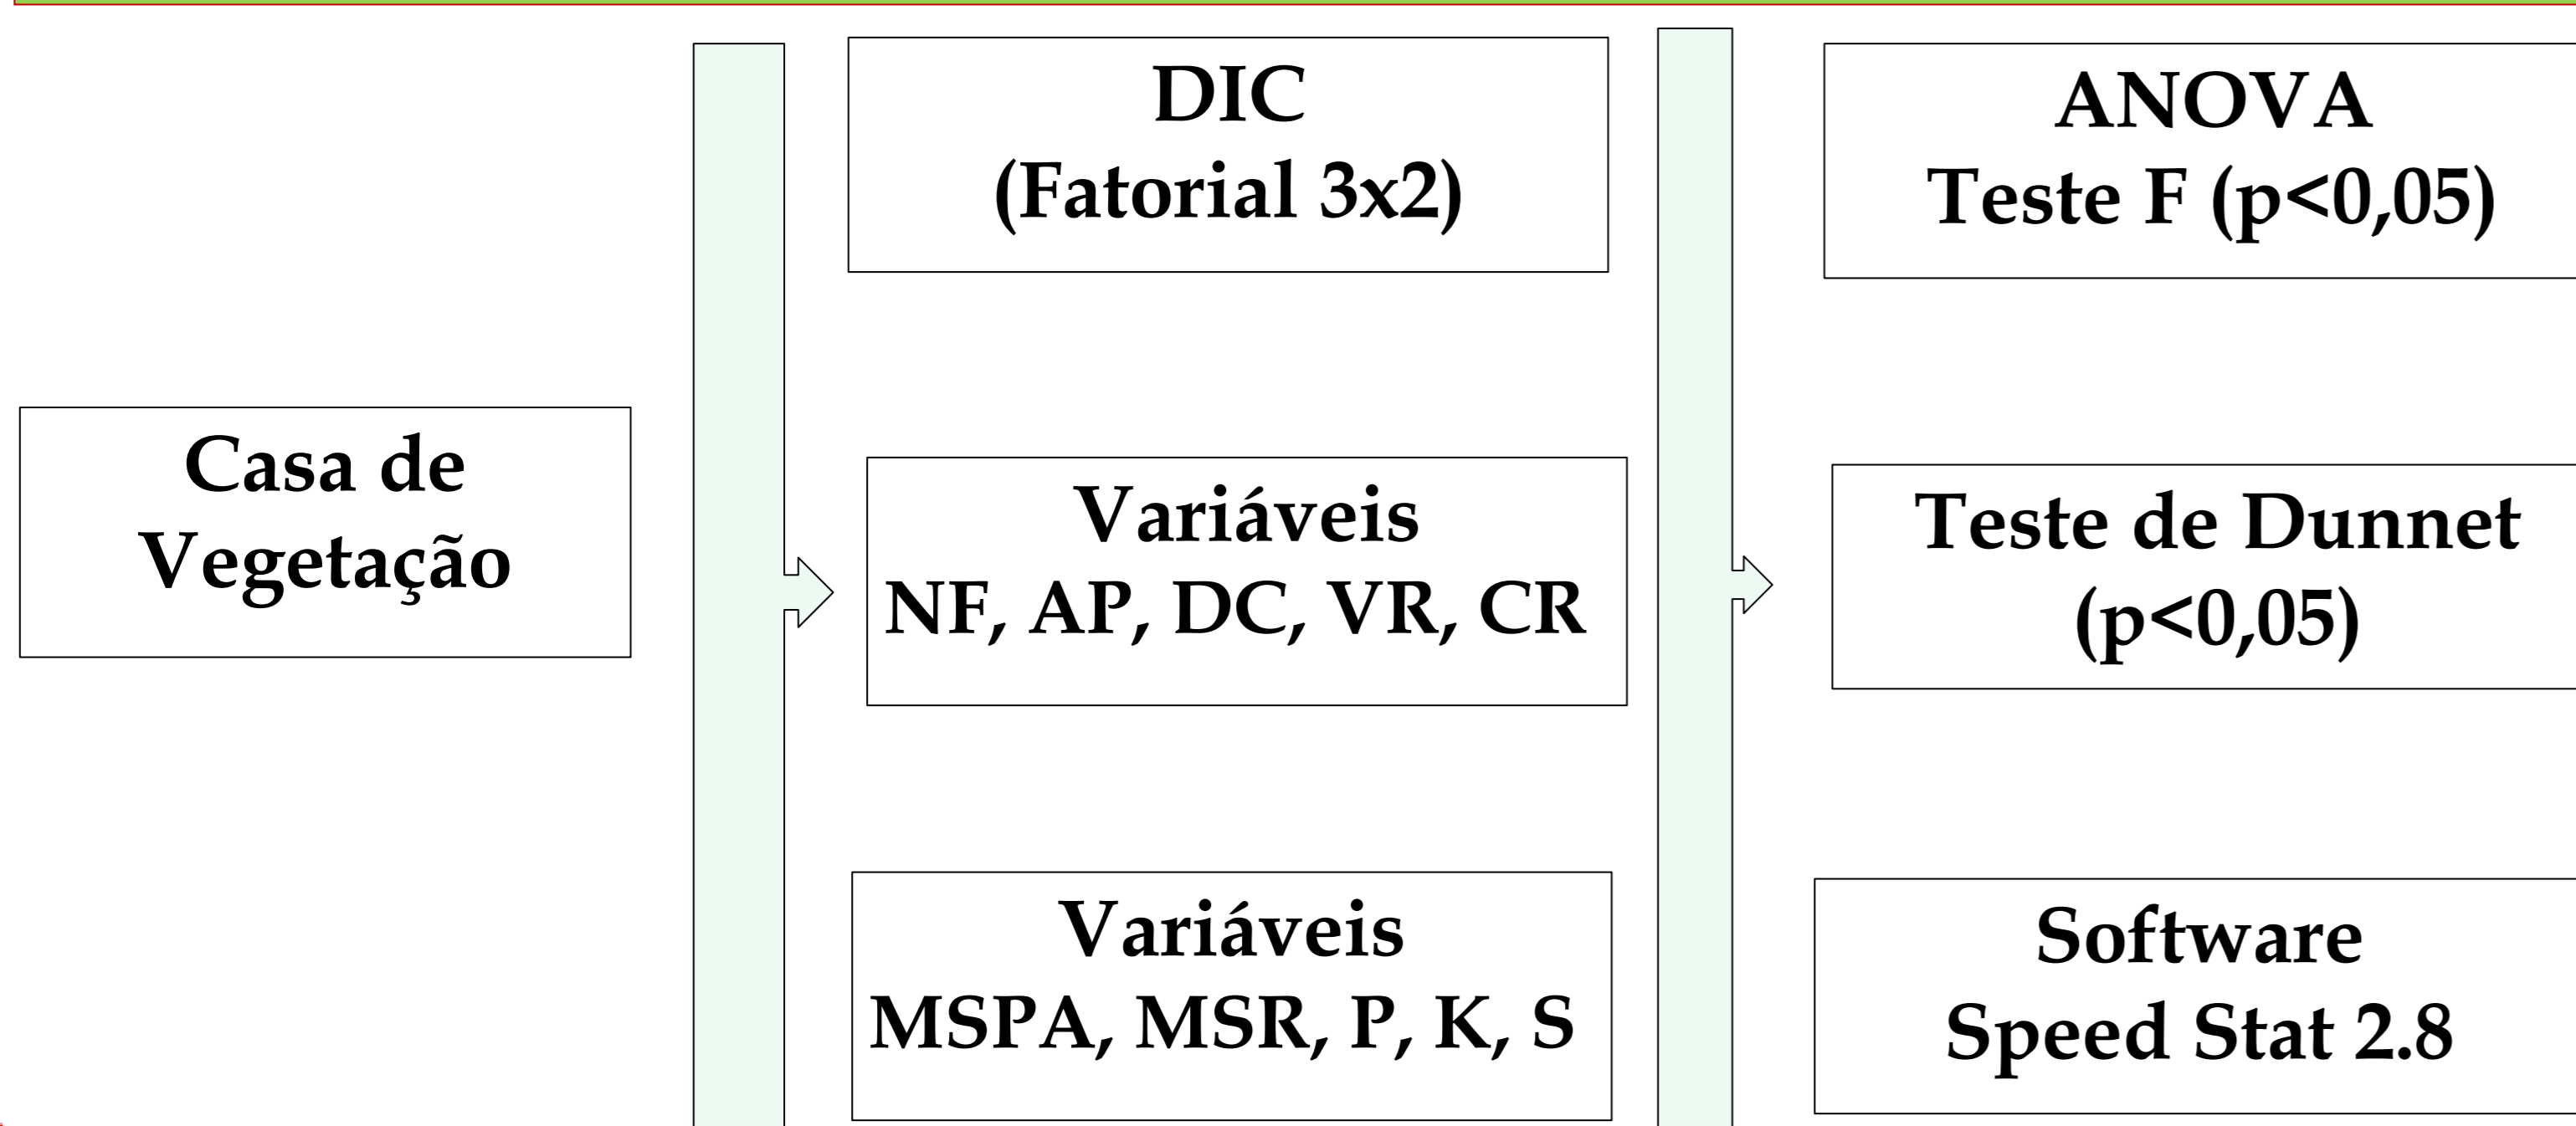 Casa de
Vegetação
DIC
(Fatorial 3x2)
Variáveis
NF, AP, DC, VR, CR
Variáveis
MSPA, MSR, P, K, S
ANOVA
Teste F (p<0,05)
Teste de Dunnet
(p<0,05)
Software
Speed Stat 2.8